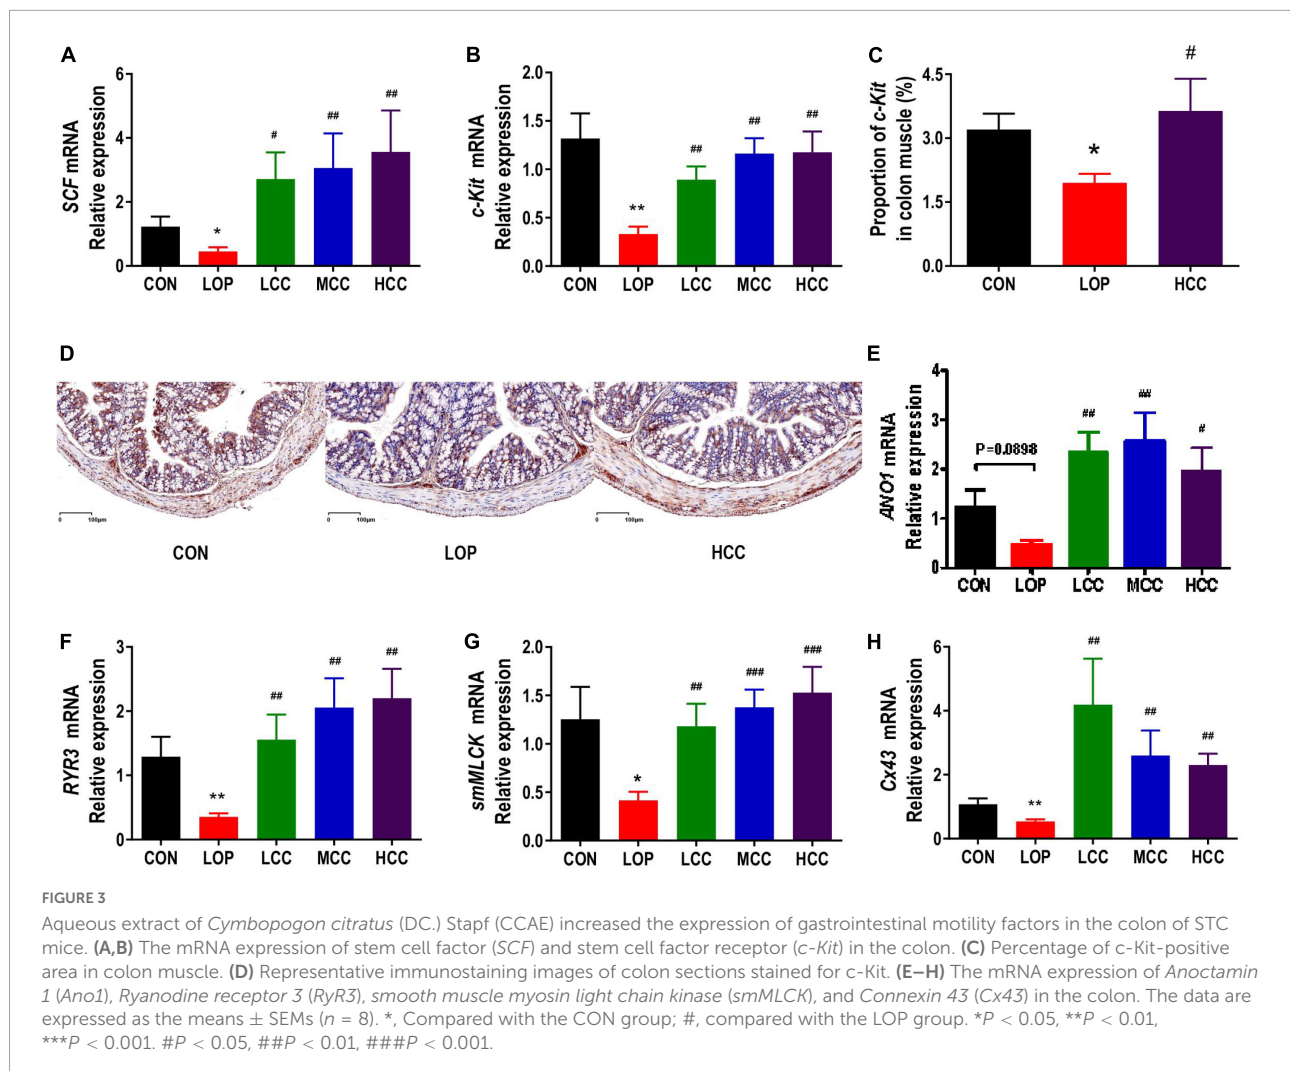 A
SCF mRNA
Relative expression
6
4
2
0
*
#
##
##
CON LOP LCC MCC HCC
B
c-Kit mRNA
Relative expression
2.0
1.5
1.0
0.5
0.0
**
##
##
##
CON LOP LCC MCC HCC
C
Proportion of c-Kit
in colon muscle (%)
4.5
3.0
1.5
0.0
*
#
CON LOP HCC
D
100μm
100μm
100μm
CON LOP HCC
E
ANO1 mRNA
Relative expression
4
3
2
1
0
P=0.0898
##
##
#
CON LOP LCC MCC HCC
F
RYR3 mRNA
Relative expression
3
2
1
0
**
##
##
##
CON LOP LCC MCC HCC
G
smMLCK mRNA
Relative expression
2.0
1.5
1.0
0.5
0.0
*
##
###
###
CON LOP LCC MCC HCC
H
Cx43 mRNA
Relative expression
6
4
2
0
**
##
##
##
CON LOP LCC MCC HCC
FIGURE 3
Aqueous extract of Cymbopogon citratus (DC.) Stapf (CCAE) increased the expression of gastrointestinal motility factors in the colon of STC
mice. (A,B) The mRNA expression of stem cell factor (SCF) and stem cell factor receptor (c-Kit) in the colon. (C) Percentage of c-Kit-positive
area in colon muscle. (D) Representative immunostaining images of colon sections stained for c-Kit. (E–H) The mRNA expression of Anoctamin
1 (Ano1), Ryanodine receptor 3 (RyR3), smooth muscle myosin light chain kinase (smMLCK), and Connexin 43 (Cx43) in the colon. The data are
expressed as the means ± SEMs (n = 8). *, Compared with the CON group; #, compared with the LOP group. *P < 0.05, **P < 0.01,
***P < 0.001. #P < 0.05, ##P < 0.01, ###P < 0.001.